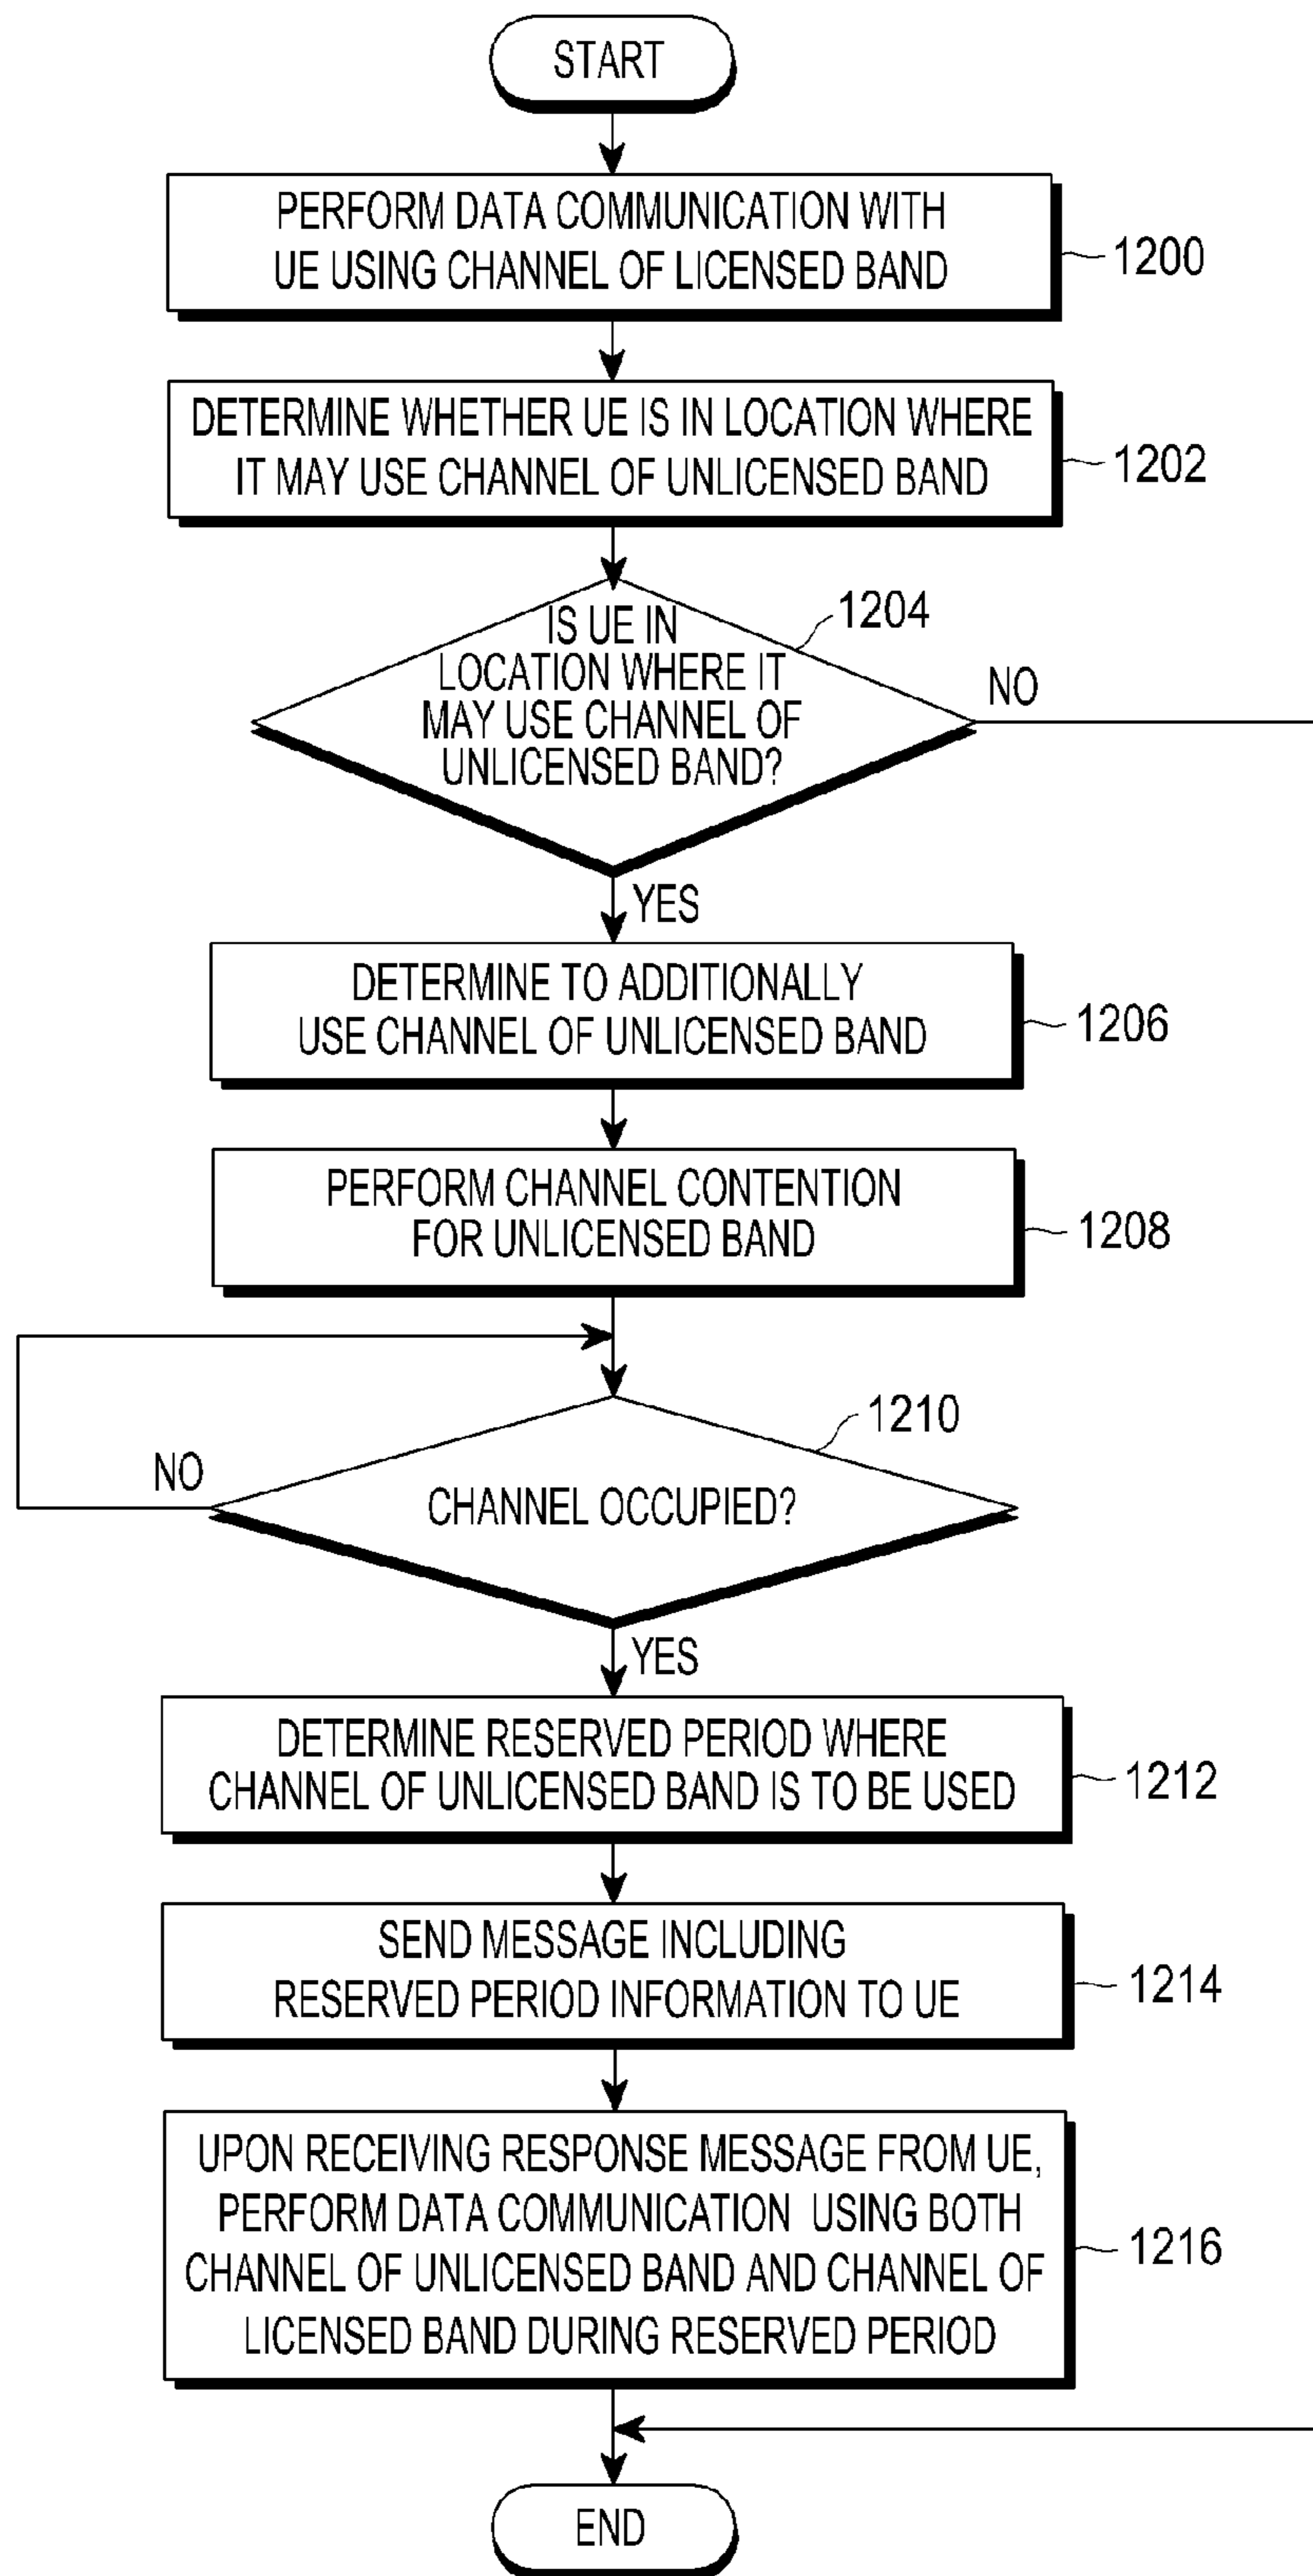 START
PERFORM DATA COMMUNICATION WITH
UE USING CHANNEL OF LICENSED BAND
1200
DETERMINE WHETHER UE IS IN LOCATION WHERE
IT MAY USE CHANNEL OF UNLICENSED BAND
1202
IS UE IN
LOCATION WHERE IT
MAY USE CHANNEL OF
UNLICENSED BAND?
1204
NO
YES
DETERMINE TO ADDITIONALLY
USE CHANNEL OF UNLICENSED BAND
1206
PERFORM CHANNEL CONTENTION
FOR UNLICENSED BAND
1208
1210
NO
CHANNEL OCCUPIED?
YES
DETERMINE RESERVED PERIOD WHERE
CHANNEL OF UNLICENSED BAND IS TO BE USED
1212
SEND MESSAGE INCLUDING
RESERVED PERIOD INFORMATION TO UE
1214
UPON RECEIVING RESPONSE MESSAGE FROM UE,
PERFORM DATA COMMUNICATION USING BOTH
CHANNEL OF UNLICENSED BAND AND CHANNEL OF
LICENSED BAND DURING RESERVED PERIOD
1216
END